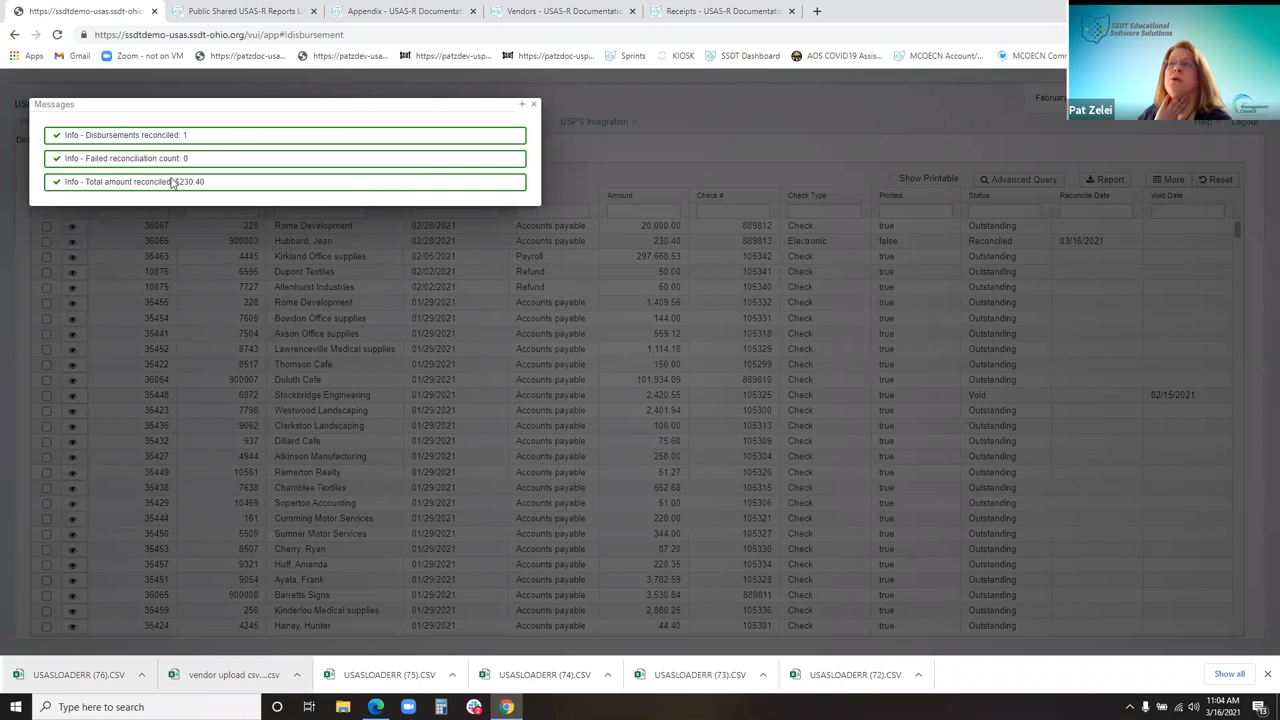 https://ssdtdemo-usas.ssdt-ohio.org
Public Shared USAS-R Reports Li
Appendix - USAS-R Documentat
Vendors - USAS-R Documentatio
Receipts - USAS-R Documentatio
https://ssdtdemo-usas.ssdt-ohio.org/vui/app#!disbursement
Apps
Gmail
Zoom - not on VM
https://patzdoc-usas...
https://patzdev-usas...
https://patzdev-usp...
https://patzdoc-usp...
Sprints
KIOSK
SSDT Dashboard
AOS COVID19 Assis...
MCOECN Account/...
MCOECN Com
SSDT Educational
Software Solutions
Management
Council
Pat Zelei
February
USPS Integration
Help
Logout
Messages
Info - Disbursements reconciled: 1
Info - Failed reconciliation count: 0
Info - Total amount reconciled: $230.40
Show Printable
Advanced Query
Report
More
Reset
Amount Check # Check Type Printed Status Reconcile Date Void Date
36067 228 Rome Development 02/28/2021 Accounts payable 20,000.00 889812 Check true Outstanding
36066 900003 Hubbard, Jean 02/28/2021 Accounts payable 230.40 889813 Electronic false Reconciled 03/16/2021
35463 4445 Kirkland Office supplies 02/05/2021 Payroll 297,668.53 105342 Check true Outstanding
10876 6595 Dupont Textiles 02/02/2021 Refund 50.00 105341 Check true Outstanding
10875 7727 Allenhurst Industries 02/02/2021 Refund 50.00 105340 Check true Outstanding
35455 228 Rome Development 01/29/2021 Accounts payable 1,409.56 105332 Check true Outstanding
35454 7609 Bowdon Office supplies 01/29/2021 Accounts payable 144.00 105331 Check true Outstanding
35441 7504 Axson Office supplies 01/29/2021 Accounts payable 559.12 105318 Check true Outstanding
35452 8743 Lawrenceville Medical supplies 01/29/2021 Accounts payable 1,114.18 105329 Check true Outstanding
35422 8517 Thomson Cafe 01/29/2021 Accounts payable 150.00 105299 Check true Outstanding
36064 900007 Duluth Cafe 01/29/2021 Accounts payable 101,934.09 889810 Check true Outstanding
35448 6072 Stockbridge Engineering 01/29/2021 Accounts payable 2,420.55 105325 Check true Void 02/15/2021
35423 7798 Westwood Landscaping 01/29/2021 Accounts payable 2,401.94 105300 Check true Outstanding
35436 9062 Clarkston Landscaping 01/29/2021 Accounts payable 106.00 105313 Check true Outstanding
35432 937 Dillard Cafe 01/29/2021 Accounts payable 75.60 105309 Check true Outstanding
35427 4944 Atkinson Manufacturing 01/29/2021 Accounts payable 258.00 105304 Check true Outstanding
35449 10561 Remerton Realty 01/29/2021 Accounts payable 51.27 105326 Check true Outstanding
35438 7638 Chamblee Textiles 01/29/2021 Accounts payable 652.68 105315 Check true Outstanding
35429 10469 Soperton Accounting 01/29/2021 Accounts payable 51.00 105306 Check true Outstanding
35444 161 Cumming Motor Services 01/29/2021 Accounts payable 220.00 105321 Check true Outstanding
35450 5509 Sumner Motor Services 01/29/2021 Accounts payable 344.00 105327 Check true Outstanding
35453 8507 Cherry, Ryan 01/29/2021 Accounts payable 87.20 105330 Check true Outstanding
35457 9321 Huff, Amanda 01/29/2021 Accounts payable 228.35 105334 Check true Outstanding
35451 9054 Ayala, Frank 01/29/2021 Accounts payable 3,782.59 105328 Check true Outstanding
36065 900008 Barretts Signs 01/29/2021 Accounts payable 3,530.84 889811 Check true Outstanding
35459 250 Kinderlou Medical supplies 01/29/2021 Accounts payable 2,880.25 105336 Check true Outstanding
35424 4245 Haney, Hunter 01/29/2021 Accounts payable 44.40 105301 Check true Outstanding
USASLOADERR (76).CSV
vendor upload csv....csv
USASLOADERR (75).CSV
USASLOADERR (74).CSV
USASLOADERR (73).CSV
USASLOADERR (72).CSV
Show all
Type here to search
11:04 AM
3/16/2021
13